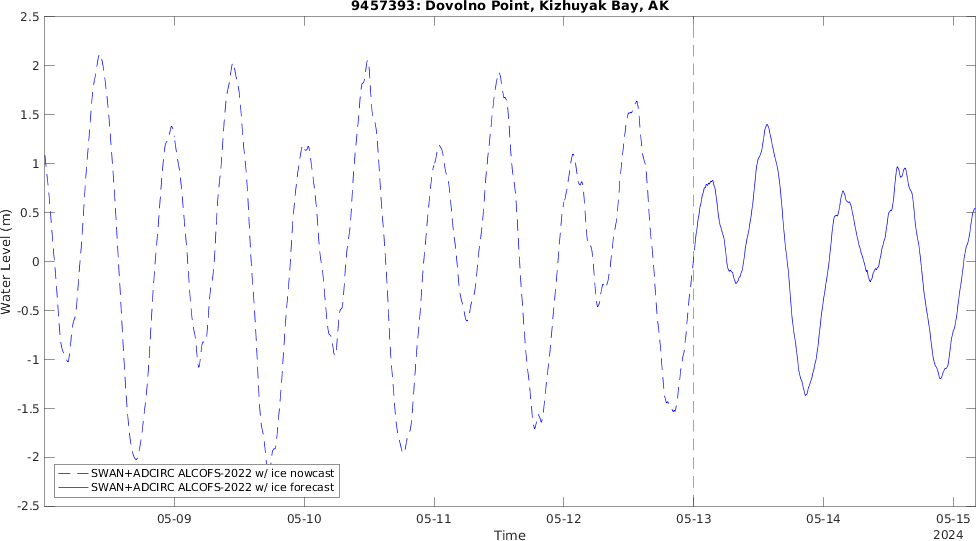 9457393: Dovolno Point, Kizhuyak Bay, AK
2.5
2
1.5
1
0.5
0
-0.5
-1
-1.5
-2
-2.5
Water Level (m)
SWAN+ADCIRC ALCOFS-2022 w/ ice nowcast
SWAN+ADCIRC ALCOFS-2022 w/ ice forecast
05-09 05-10 05-11 05-12 05-13 05-14 05-15
Time 2024